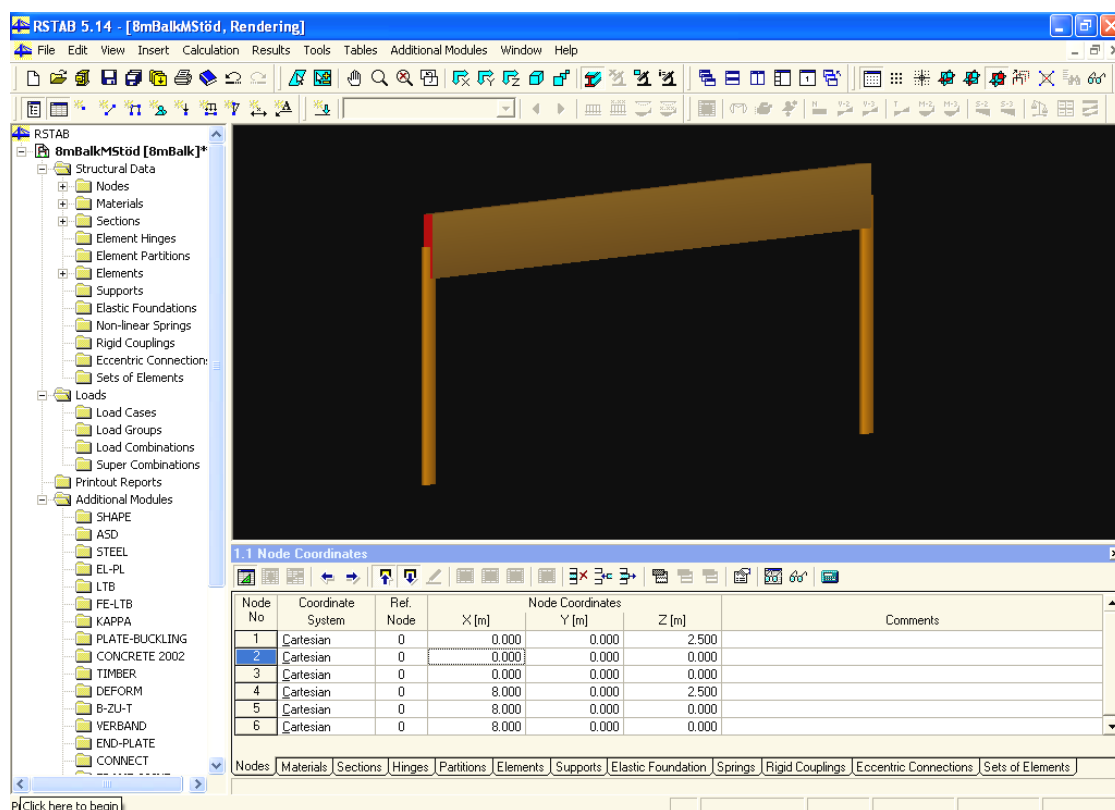 RSTAB 5.14 - [8mBalkMStöd, Rendering]
File Edit View Insert Calculation Results Tools Tables Additional Modules Window Help
RSTAB
8mBalkMStöd [8mBalk]*
Structural Data
Nodes
Materials
Sections
Element Hinges
Element Partitions
Elements
Supports
Elastic Foundations
Non-linear Springs
Rigid Couplings
Eccentric Connection:
Sets of Elements
Loads
Load Cases
Load Groups
Load Combinations
Super Combinations
Printout Reports
Additional Modules
SHAPE
ASD
STEEL
EL-PL
LTB
FE-LTB
KAPPA
PLATE-BUCKLING
CONCRETE 2002
TIMBER
DEFORM
B-ZU-T
VERBAND
END-PLATE
CONNECT
1.1 Node Coordinates
Node Coordinate Ref. Node Coordinates
No System Node X [m] Y [m] Z [m] Comments
1 Cartesian 0 0.000 0.000 2.500
2 Cartesian 0 0.000 0.000 0.000
3 Cartesian 0 0.000 0.000 0.000
4 Cartesian 0 8.000 0.000 2.500
5 Cartesian 0 8.000 0.000 0.000
6 Cartesian 0 8.000 0.000 0.000
Nodes Materials Sections Hinges Partitions Elements Supports Elastic Foundation Springs Rigid Couplings Eccentric Connections Sets of Elements
Click here to begin